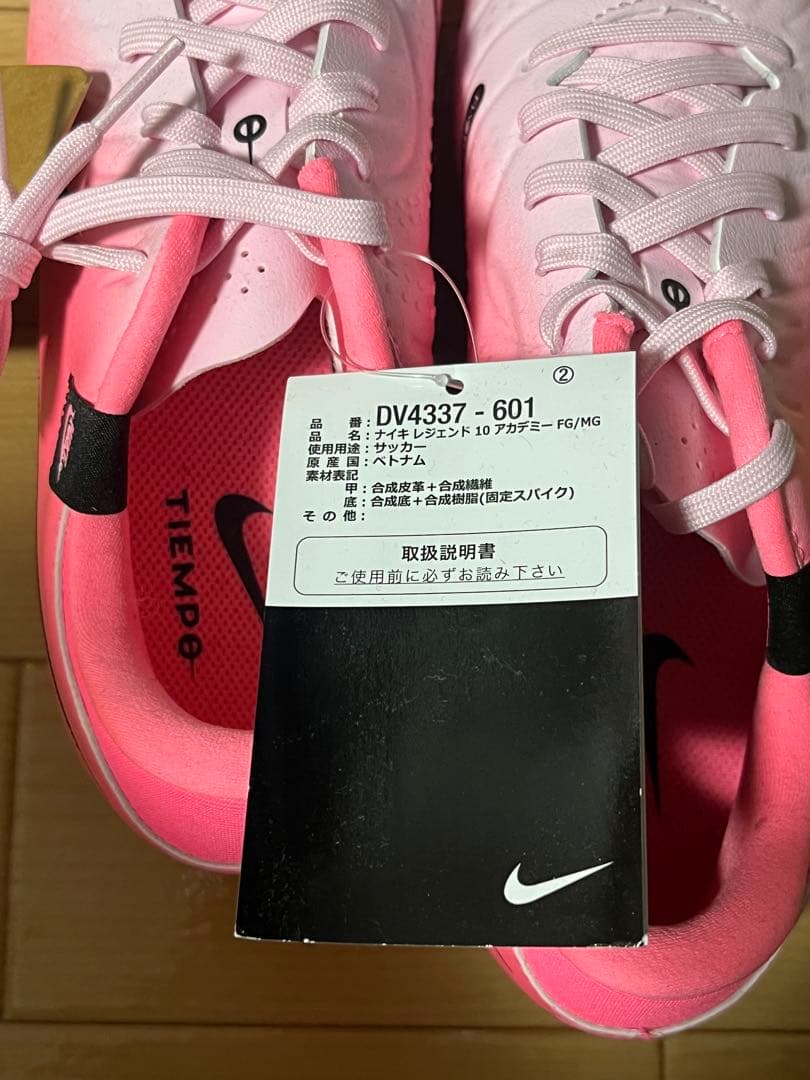 ②
品 番：DV4337 - 601
品 名：ナイキ レジェンド 10 アカデミー FG/MG
使用用途：サッカー
原 産 国：ベトナム
素材表記
甲：合成皮革＋合成繊維
底：合成底＋合成樹脂(固定スパイク)
そ の 他：
取扱説明書
ご使用前に必ずお読み下さい
TIEMPO